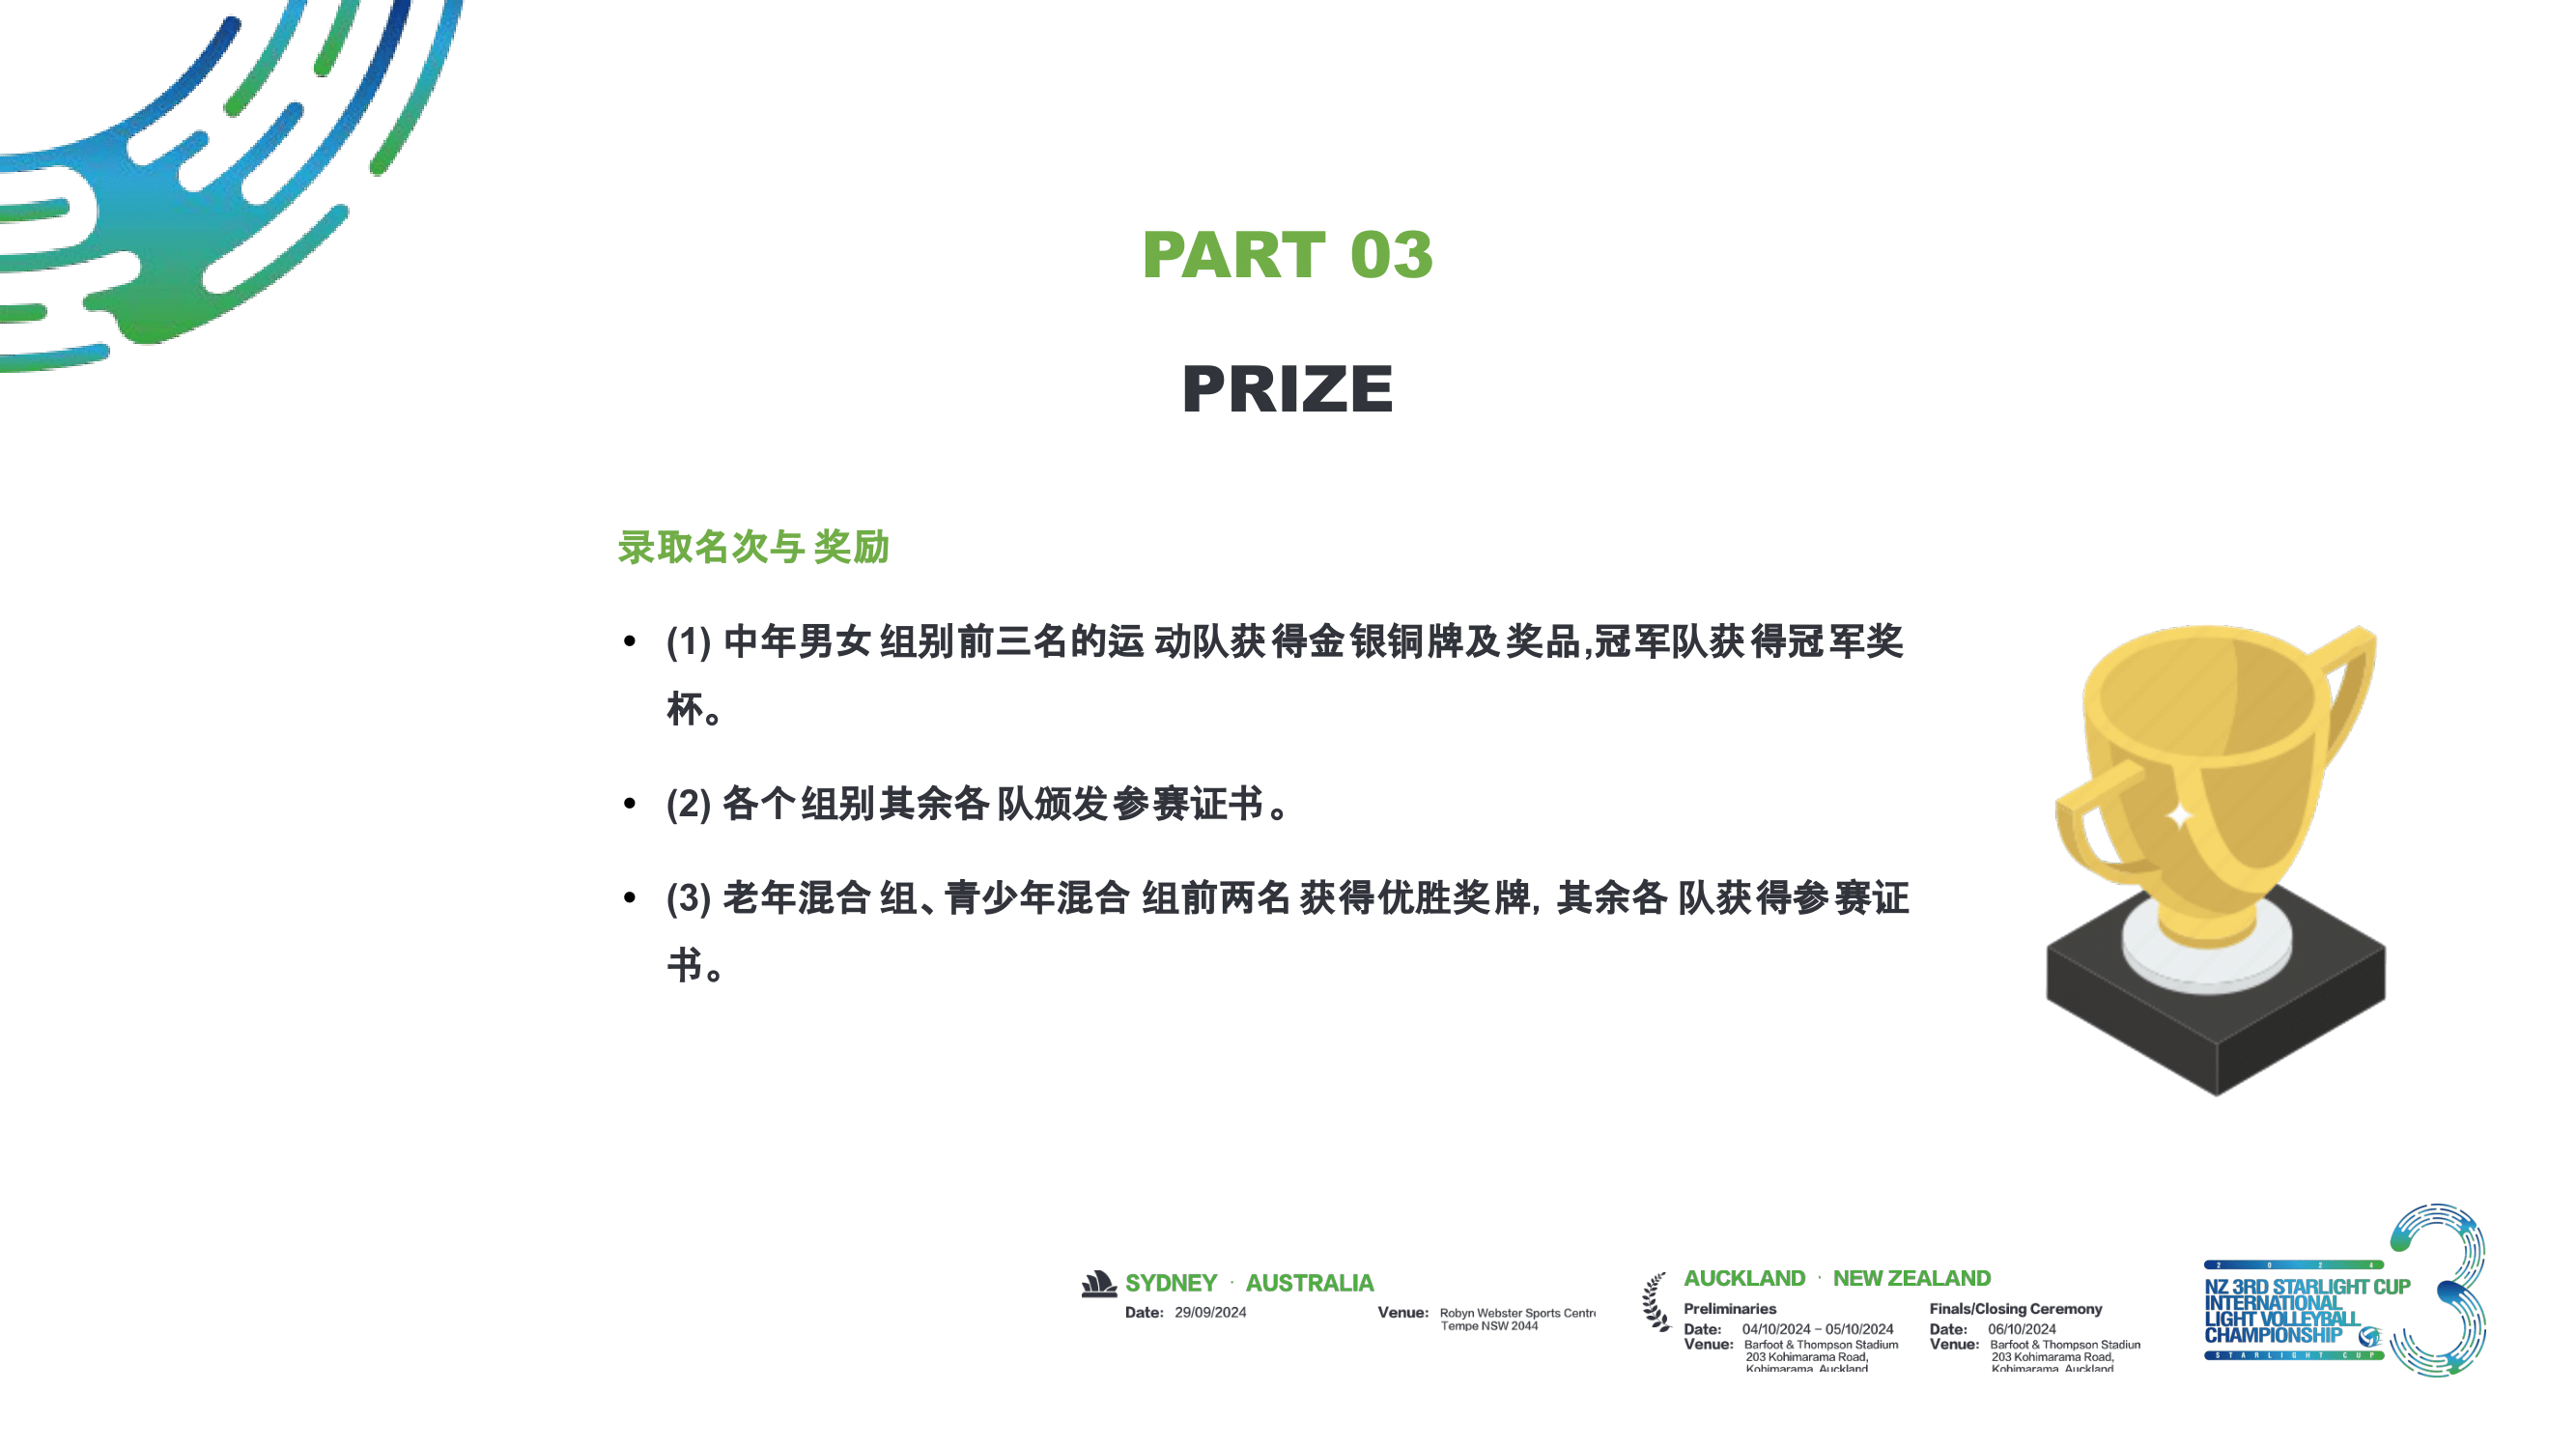 PART 03
PRIZE
录取名次与奖励
• (1) 中年男女组别前三名的运动队获得金银铜牌及奖品,冠军队获得冠军奖
杯。
• (2) 各个组别其余各队颁发参赛证书。
• (3) 老年混合组、青少年混合组前两名获得优胜奖牌, 其余各队获得参赛证
书。
SYDNEY · AUSTRALIA
Date: 29/09/2024 Venue: Robyn Webster Sports Centre
Tempe NSW 2044
AUCKLAND · NEW ZEALAND
Preliminaries
Date: 04/10/2024 – 05/10/2024
Venue: Barfoot & Thompson Stadium
203 Kohimarama Road,
Kohimarama, Auckland
Finals/Closing Ceremony
Date: 06/10/2024
Venue: Barfoot & Thompson Stadium
203 Kohimarama Road,
Kohimarama, Auckland
2 0 2 4
NZ 3RD STARLIGHT CUP
INTERNATIONAL
LIGHT VOLLEYBALL
CHAMPIONSHIP
STARLIGHT CUP